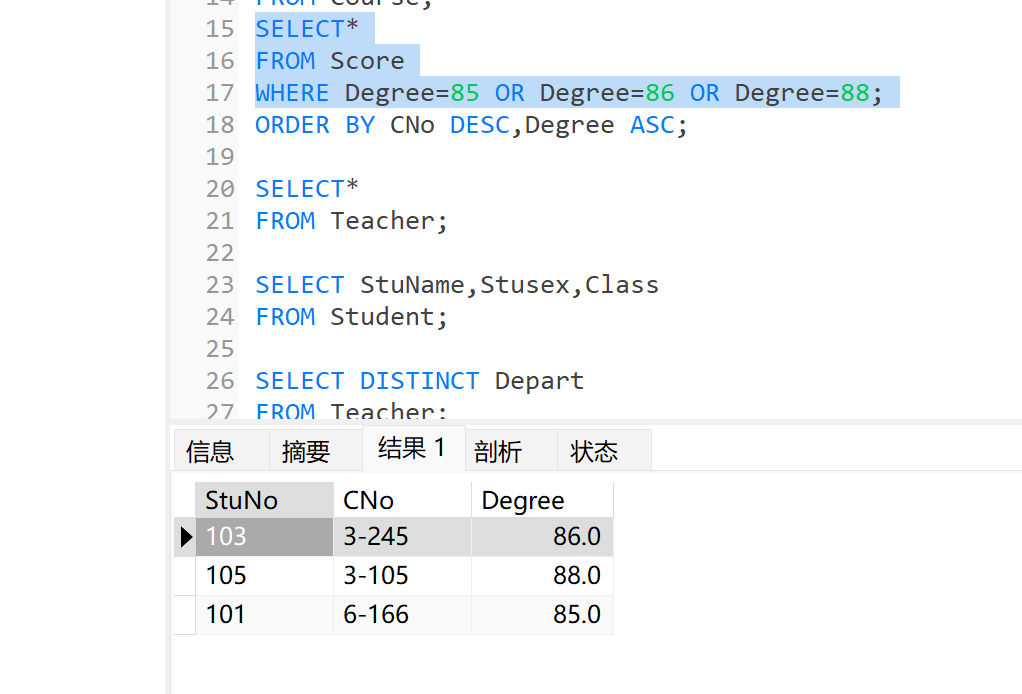 14 FROM Course;
15 SELECT*
16 FROM Score
17 WHERE Degree=85 OR Degree=86 OR Degree=88;
18 ORDER BY CNo DESC,Degree ASC;
19
20 SELECT*
21 FROM Teacher;
22
23 SELECT StuName,Stusex,Class
24 FROM Student;
25
26 SELECT DISTINCT Depart
27 FROM Teacher;
信息 摘要 结果 1 剖析 状态
StuNo CNo Degree
103 3-245 86.0
105 3-105 88.0
101 6-166 85.0